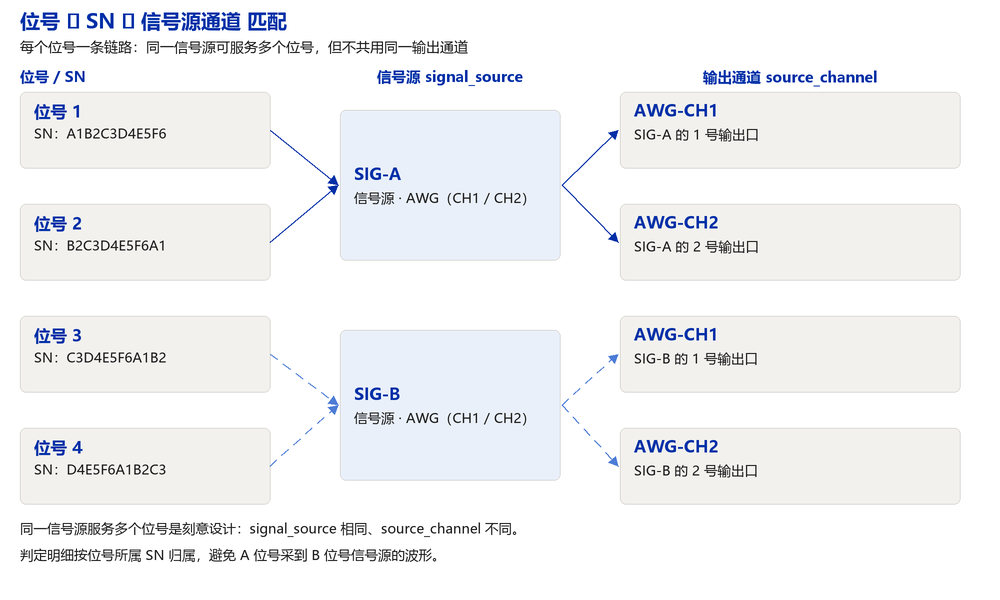 位号 ▯ SN ▯ 信号源通道 匹配
每个位号一条链路：同一信号源可服务多个位号，但不共用同一输出通道
位号 / SN
信号源 signal_source
输出通道 source_channel
位号 1
SN：A1B2C3D4E5F6
位号 2
SN：B2C3D4E5F6A1
位号 3
SN：C3D4E5F6A1B2
位号 4
SN：D4E5F6A1B2C3
SIG-A
信号源 · AWG（CH1 / CH2）
SIG-B
信号源 · AWG（CH1 / CH2）
AWG-CH1
SIG-A 的 1 号输出口
AWG-CH2
SIG-A 的 2 号输出口
AWG-CH1
SIG-B 的 1 号输出口
AWG-CH2
SIG-B 的 2 号输出口
同一信号源服务多个位号是刻意设计：signal_source 相同、source_channel 不同。
判定明细按位号所属 SN 归属，避免 A 位号采到 B 位号信号源的波形。